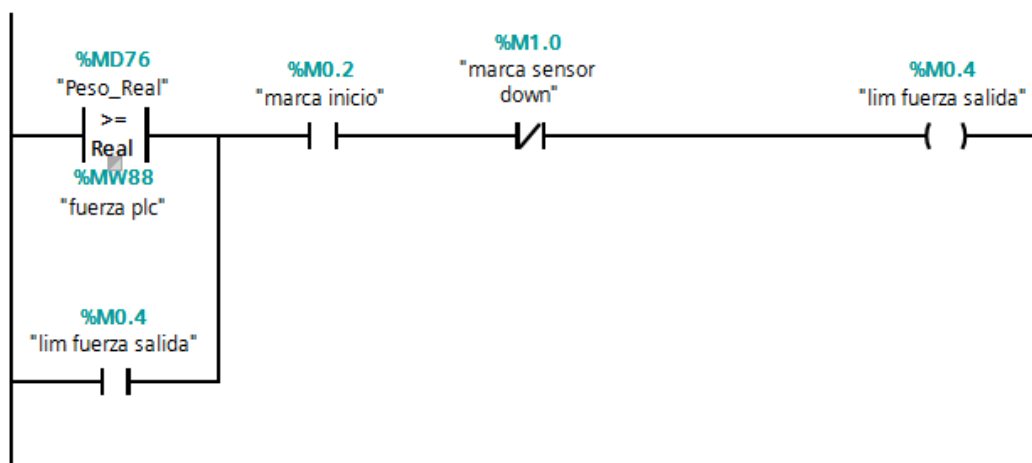 %MD76
"Peso_Real"
>=
Real
%MW88
"fuerza plc"
%M0.2
"marca inicio"
%M1.0
"marca sensor
down"
%M0.4
"lim fuerza salida"
%M0.4
"lim fuerza salida"